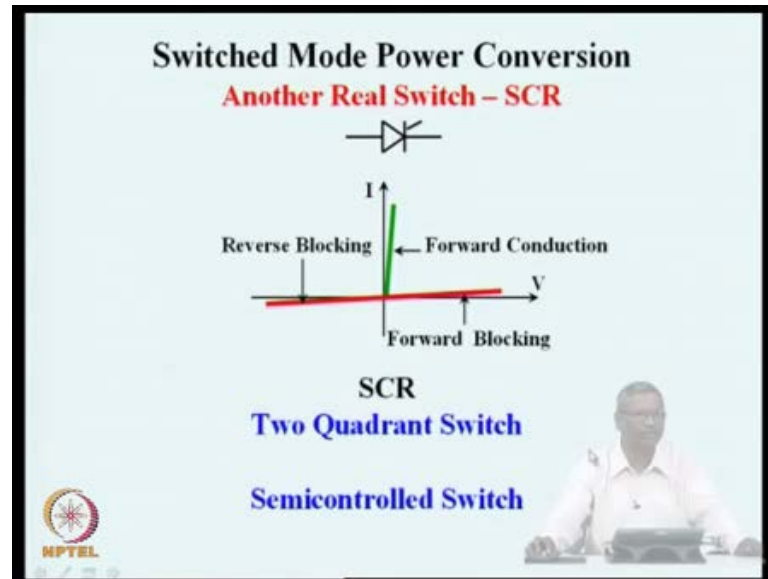 Switched Mode Power Conversion
Another Real Switch – SCR
I
Reverse Blocking
Forward Conduction
V
Forward Blocking
SCR
Two Quadrant Switch
Semicontrolled Switch
NPTEL